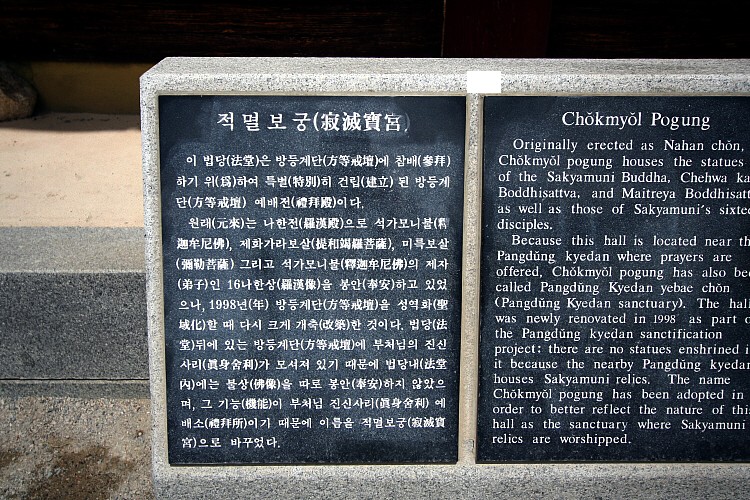 적멸보궁(寂滅寶宮)
이 법당(法堂)은 방등계단(方等戒壇)에 참배(參拜)
하기 위(爲)하여 특별(特別)히 건립(建立) 된 방등계
단(方等戒壇) 예배전(禮拜殿)이다.
원래(元來)는 나한전(羅漢殿)으로 석가모니불(釋
迦牟尼佛), 제화가라보살(提和竭羅菩薩), 미륵보살
(彌勒菩薩) 그리고 석가모니불(釋迦牟尼佛)의 제자
(弟子)인 16나한상(羅漢像)을 봉안(奉安)하고 있었
으나, 1998년(年) 방등계단(方等戒壇)을 성역화(聖
域化)할 때 다시 크게 개축(改築)한 것이다. 법당(法
堂)뒤에 있는 방등계단(方等戒壇)에 부처님의 진신
사리(眞身舍利)가 모셔져 있기 때문에 법당내(法堂
內)에는 불상(佛像)을 따로 봉안(奉安)하지 않았으
며, 그 기능(機能)이 부처님 진신사리(眞身舍利) 예
배소(禮拜所)이기 때문에 이름을 적멸보궁(寂滅寶
宮)으로 바꾸었다.
Chŏkmyŏl Pogung
Originally erected as Nahan chŏn,
Chŏkmyŏl pogung houses the statues
of the Sakyamuni Buddha, Chehwa ka
Boddhisattva, and Maitreya Boddhisatt
as well as those of Sakyamuni's sixte
disciples.
Because this hall is located near th
Pangdŭng kyedan where prayers are
offered, Chŏkmyŏl pogung has also bee
called Pangdŭng Kyedan yebae chŏn
(Pangdŭng Kyedan sanctuary). The hall
was newly renovated in 1998 as part o
the Pangdŭng kyedan sanctification
project: there are no statues enshrined i
it because the nearby Pangdŭng kyedan
houses Sakyamuni relics. The name
Chŏkmyŏl pogung has been adopted in
order to better reflect the nature of thi
hall as the sanctuary where Sakyamuni
relics are worshipped.